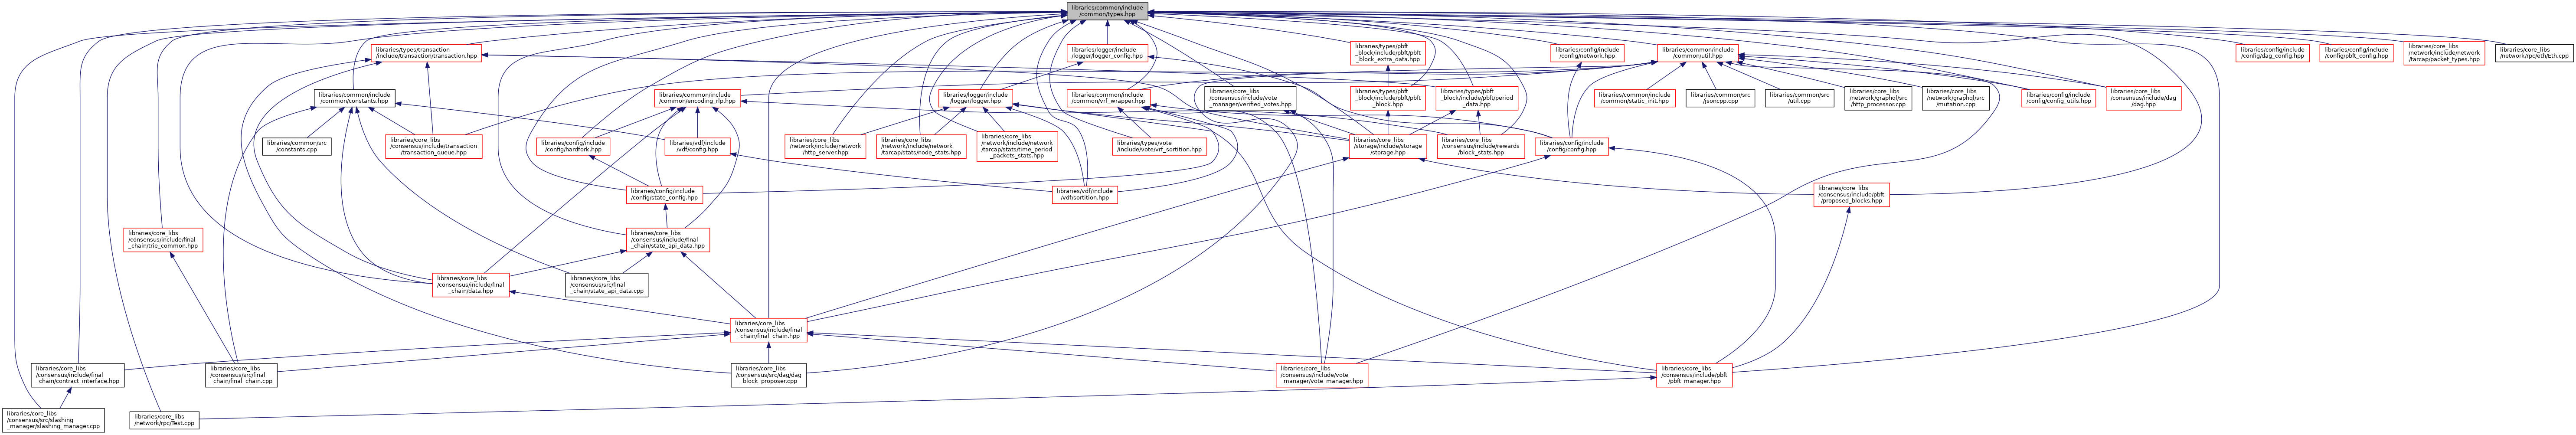 libraries/common/include
/common/types.hpp
libraries/types/transaction
/include/transaction/transaction.hpp
libraries/logger/include
/logger/logger_config.hpp
libraries/types/pbft
_block/include/pbft/pbft
_block_extra_data.hpp
libraries/config/include
/config/network.hpp
libraries/common/include
/common/util.hpp
libraries/config/include
/config/dag_config.hpp
libraries/config/include
/config/pbft_config.hpp
libraries/core_libs
/network/include/network
/tarcap/packet_types.hpp
libraries/core_libs
/network/rpc/eth/Eth.cpp
libraries/common/include
/common/constants.hpp
libraries/common/include
/common/encoding_rlp.hpp
libraries/logger/include
/logger/logger.hpp
libraries/common/include
/common/vrf_wrapper.hpp
libraries/core_libs
/consensus/include/vote
_manager/verified_votes.hpp
libraries/types/pbft
_block/include/pbft/pbft
_block.hpp
libraries/types/pbft
_block/include/pbft/period
_data.hpp
libraries/common/include
/common/static_init.hpp
libraries/common/src
/jsoncpp.cpp
libraries/common/src
/util.cpp
libraries/core_libs
/network/graphql/src
/http_processor.cpp
libraries/core_libs
/network/graphql/src
/mutation.cpp
libraries/config/include
/config/config_utils.hpp
libraries/core_libs
/consensus/include/dag
/dag.hpp
libraries/common/src
/constants.cpp
libraries/core_libs
/consensus/include/transaction
/transaction_queue.hpp
libraries/config/include
/config/hardfork.hpp
libraries/vdf/include
/vdf/config.hpp
libraries/core_libs
/network/include/network
/http_server.hpp
libraries/core_libs
/network/include/network
/tarcap/stats/node_stats.hpp
libraries/core_libs
/network/include/network
/tarcap/stats/time_period
_packets_stats.hpp
libraries/types/vote
/include/vote/vrf_sortition.hpp
libraries/core_libs
/storage/include/storage
/storage.hpp
libraries/core_libs
/consensus/include/rewards
/block_stats.hpp
libraries/config/include
/config/config.hpp
libraries/config/include
/config/state_config.hpp
libraries/vdf/include
/vdf/sortition.hpp
libraries/core_libs
/consensus/include/pbft
/proposed_blocks.hpp
libraries/core_libs
/consensus/include/final
_chain/trie_common.hpp
libraries/core_libs
/consensus/include/final
_chain/state_api_data.hpp
libraries/core_libs
/consensus/include/final
_chain/data.hpp
libraries/core_libs
/consensus/src/final
_chain/state_api_data.cpp
libraries/core_libs
/consensus/include/final
_chain/final_chain.hpp
libraries/core_libs
/consensus/include/final
_chain/contract_interface.hpp
libraries/core_libs
/consensus/src/final
_chain/final_chain.cpp
libraries/core_libs
/consensus/src/dag/dag
_block_proposer.cpp
libraries/core_libs
/consensus/include/vote
_manager/vote_manager.hpp
libraries/core_libs
/consensus/include/pbft
/pbft_manager.hpp
libraries/core_libs
/consensus/src/slashing
_manager/slashing_manager.cpp
libraries/core_libs
/network/rpc/Test.cpp